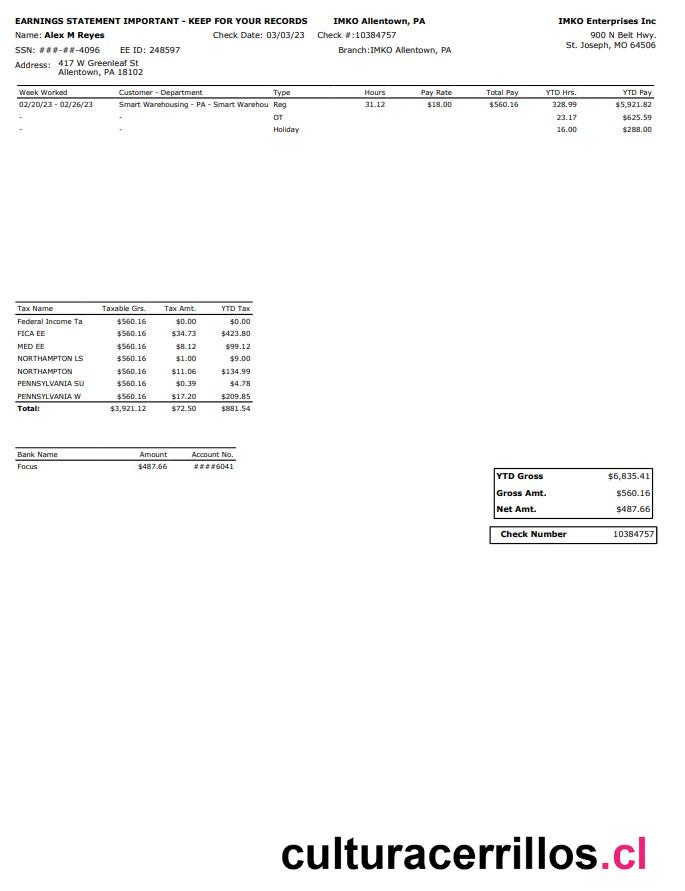 EARNINGS STATEMENT IMPORTANT - KEEP FOR YOUR RECORDS IMKO Allentown, PA IMKO Enterprises Inc
Name: Alex M Reyes Check Date: 03/03/23 Check #:10384757 900 N Belt Hwy.
SSN: ###-##-4096 EE ID: 248597 Branch:IMKO Allentown, PA St. Joseph, MO 64506
Address: 417 W Greenleaf St
Allentown, PA 18102
Week Worked Customer - Department Type Hours Pay Rate Total Pay YTD Hrs. YTD Pay
02/20/23 - 02/26/23 Smart Warehousing - PA - Smart Warehou Reg 31.12 $18.00 $560.16 328.99 $5,921.82
- - OT 23.17 $625.59
- - Holiday 16.00 $288.00
Tax Name Taxable Grs. Tax Amt. YTD Tax
Federal Income Ta $560.16 $0.00 $0.00
FICA EE $560.16 $34.73 $423.80
MED EE $560.16 $8.12 $99.12
NORTHAMPTON LS $560.16 $1.00 $9.00
NORTHAMPTON $560.16 $11.06 $134.99
PENNSYLVANIA SU $560.16 $0.39 $4.78
PENNSYLVANIA W $560.16 $17.20 $209.85
Total: $3,921.12 $72.50 $881.54
Bank Name Amount Account No.
Focus $487.66 ####6041
YTD Gross $6,835.41
Gross Amt. $560.16
Net Amt. $487.66
Check Number 10384757
culturacerrillos.cl